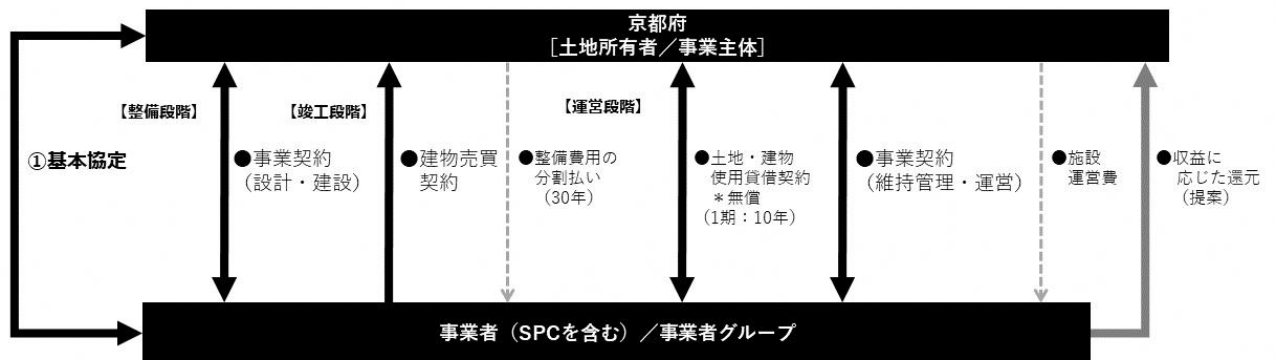 京都府
［土地所有者／事業主体］
①基本協定
【整備段階】
●事業契約
（設計・建設）
【竣工段階】
●建物売買
契約
●整備費用の
分割払い
（30年）
【運営段階】
●土地・建物
使用貸借契約
＊無償
（1期：10年）
●事業契約
（維持管理・運営）
●施設
運営費
●収益に
応じた還元
（提案）
事業者（SPCを含む）／事業者グループ